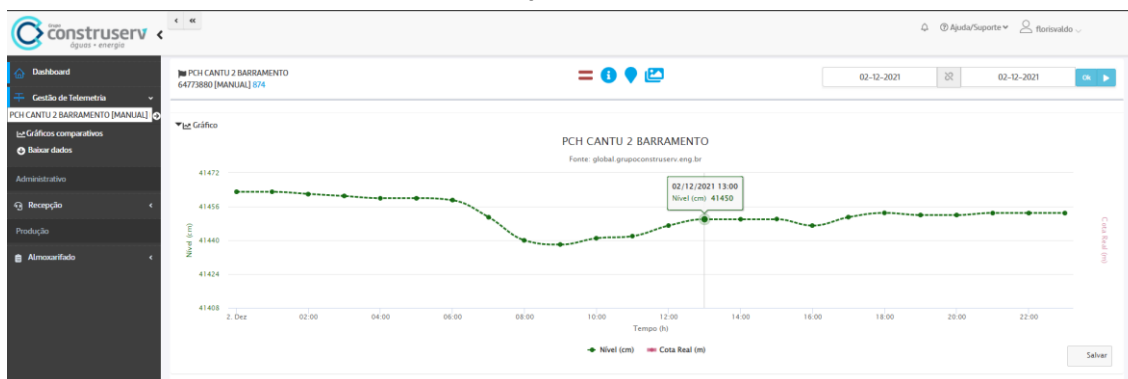 Grupo
construserv
águas + energia
Ajuda/Suporte
florisvaldo
Dashboard
Gestão de Telemetria
PCH CANTU 2 BARRAMENTO [MANUAL]
Gráficos comparativos
Baixar dados
Administrativo
Recepção
Produção
Almoxarifado
PCH CANTU 2 BARRAMENTO
64773880 [MANUAL] 874
02-12-2021
02-12-2021
Ok
Gráfico
PCH CANTU 2 BARRAMENTO
Fonte: global.grupoconstruserv.eng.br
02/12/2021 13:00
Nível (cm) 41450
Nível (cm)
41472
41456
41440
41424
41408
Cota Real (m)
2. Dez 02:00 04:00 06:00 08:00 10:00 12:00 14:00 16:00 18:00 20:00 22:00
Tempo (h)
Nível (cm) Cota Real (m)
Salvar